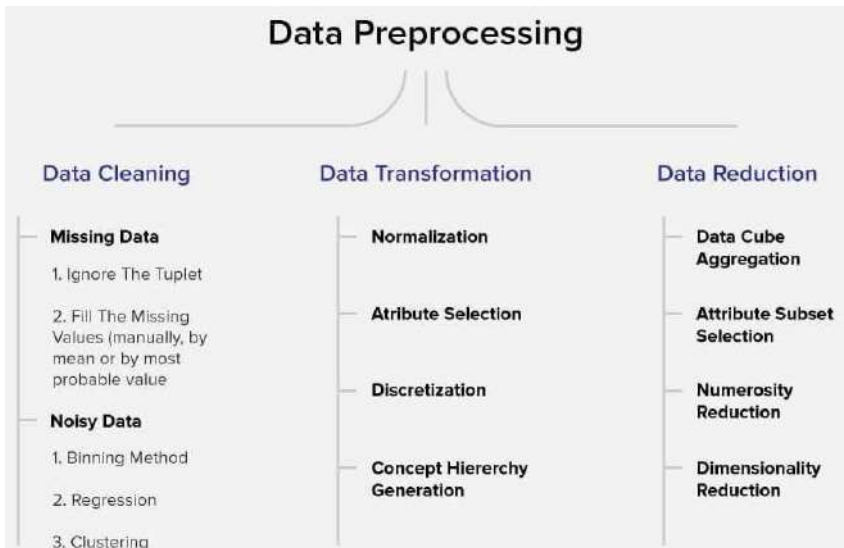 Data Preprocessing
Data Cleaning
Missing Data
1. Ignore The Tuplet
2. Fill The Missing
Values (manually, by
mean or by most
probable value
Noisy Data
1. Binning Method
2. Regression
3. Clustering
Data Transformation
Normalization
Atribute Selection
Discretization
Concept Hiererchy
Generation
Data Reduction
Data Cube
Aggregation
Attribute Subset
Selection
Numerosity
Reduction
Dimensionality
Reduction